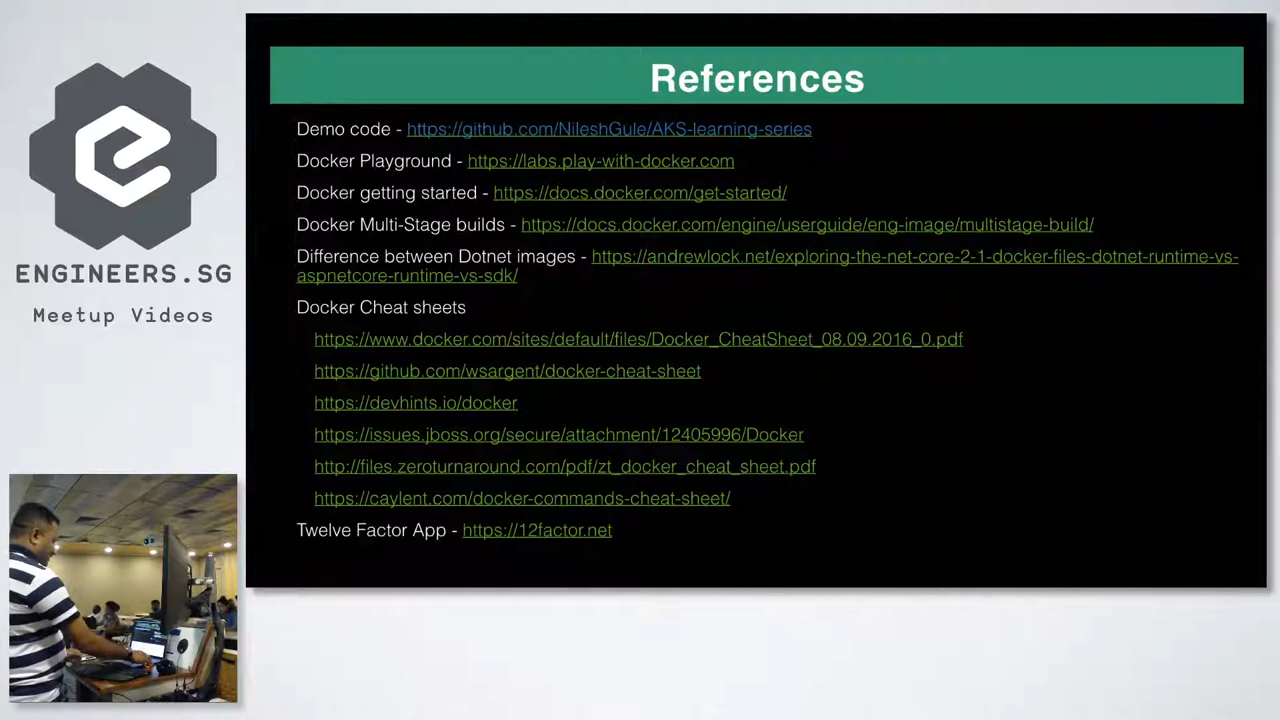 ENGINEERS.SG
Meetup Videos
References
Demo code - https://github.com/NileshGule/AKS-learning-series
Docker Playground - https://labs.play-with-docker.com
Docker getting started - https://docs.docker.com/get-started/
Docker Multi-Stage builds - https://docs.docker.com/engine/userguide/eng-image/multistage-build/
Difference between Dotnet images - https://andrewlock.net/exploring-the-net-core-2-1-docker-files-dotnet-runtime-vs-
aspnetcore-runtime-vs-sdk/
Docker Cheat sheets
https://www.docker.com/sites/default/files/Docker_CheatSheet_08.09.2016_0.pdf
https://github.com/wsargent/docker-cheat-sheet
https://devhints.io/docker
https://issues.jboss.org/secure/attachment/12405996/Docker
http://files.zeroturnaround.com/pdf/zt_docker_cheat_sheet.pdf
https://caylent.com/docker-commands-cheat-sheet/
Twelve Factor App - https://12factor.net